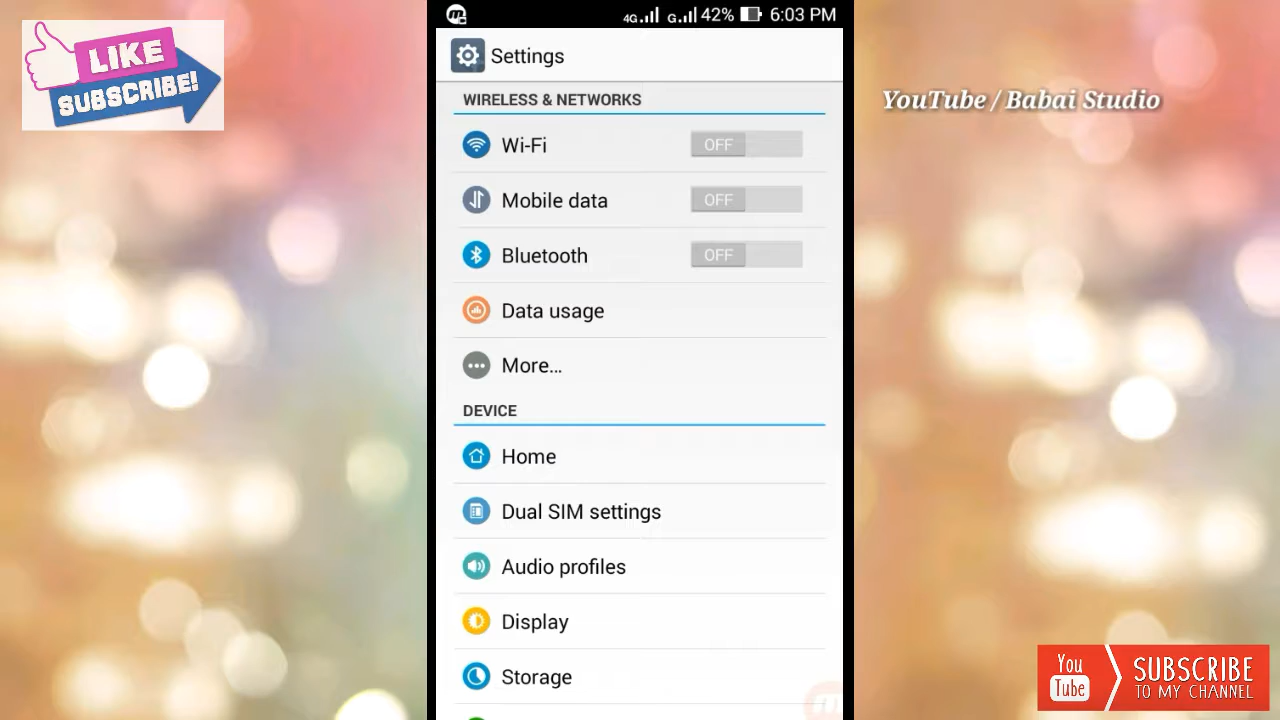 LIKE
SUBSCRIBE!
4G G 42% 6:03 PM
Settings
YouTube / Babai Studio
WIRELESS & NETWORKS
Wi-Fi OFF
Mobile data OFF
Bluetooth OFF
Data usage
More...
DEVICE
Home
Dual SIM settings
Audio profiles
Display
Storage
You
Tube
SUBSCRIBE
TO MY CHANNEL